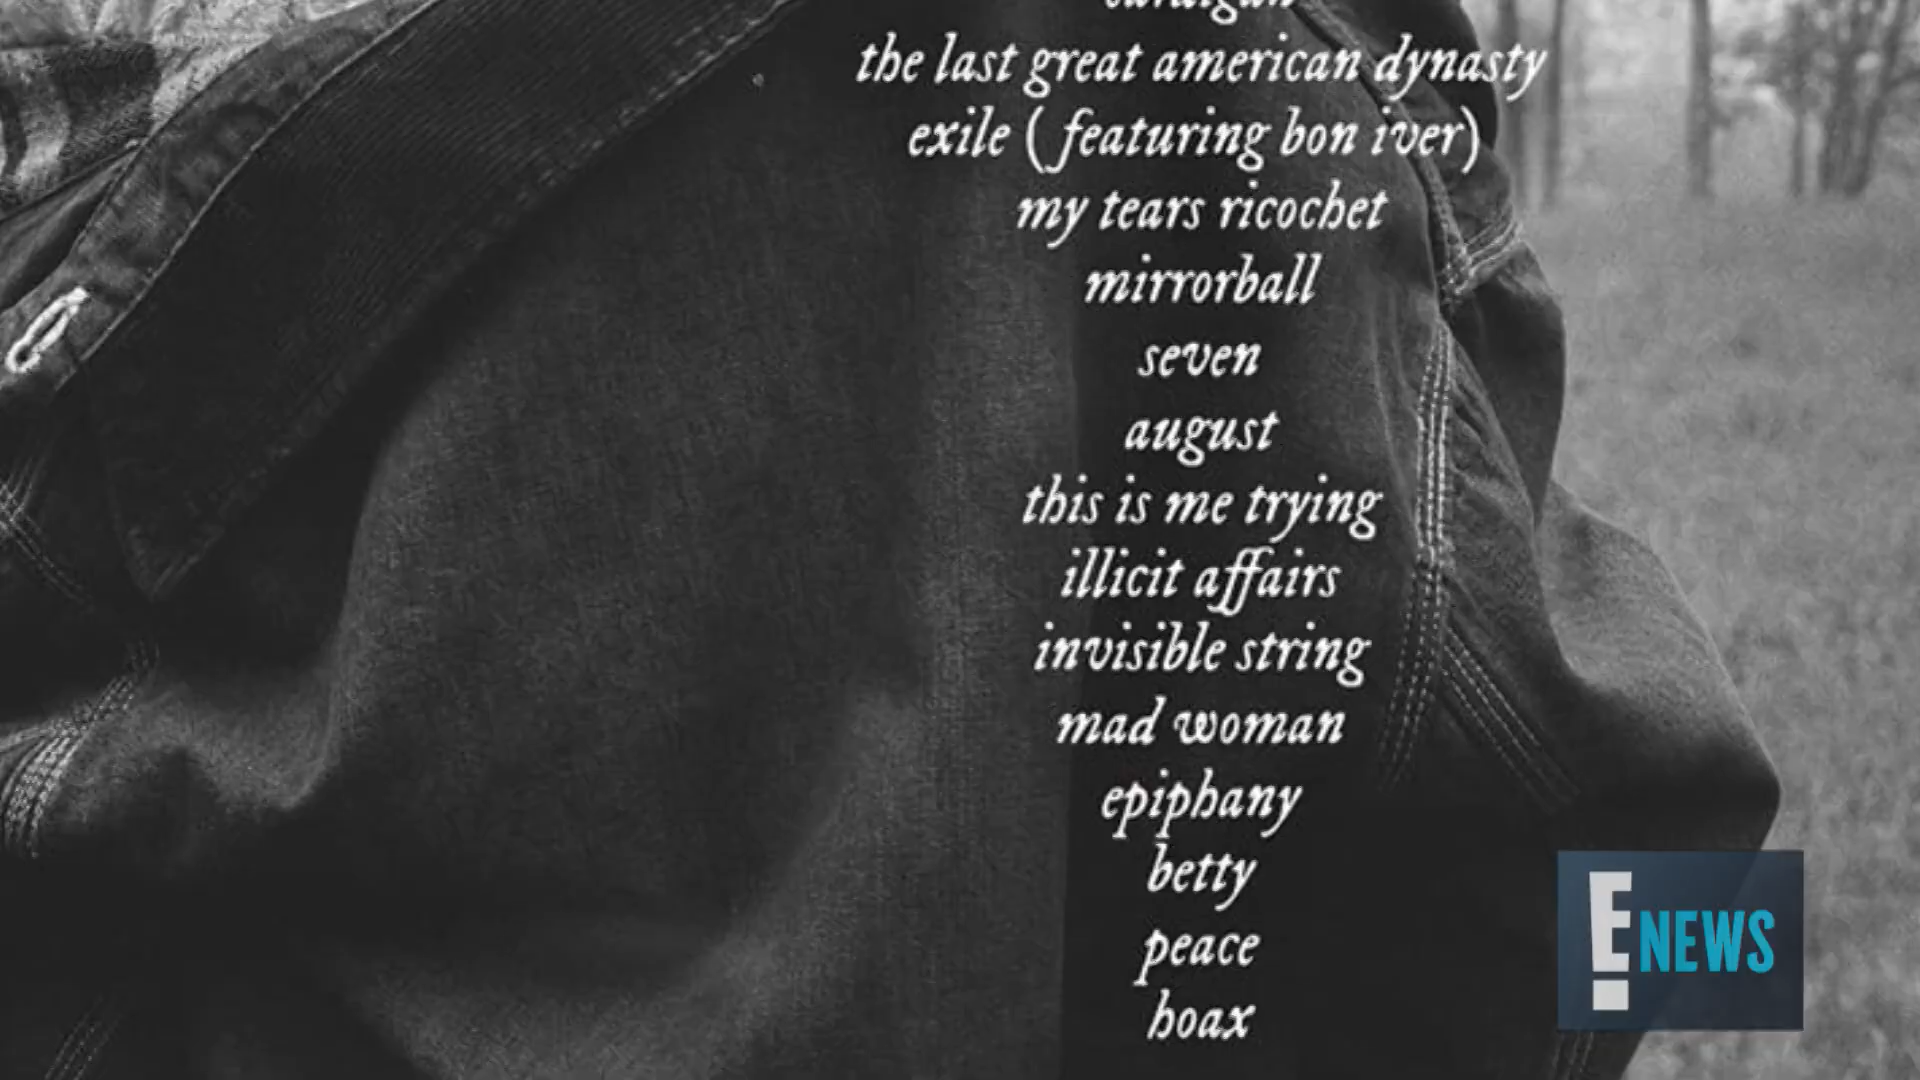 the last great american dynasty
exile ( featuring bon iver)
my tears ricochet
mirrorball
seven
august
this is me trying
illicit affairs
invisible string
mad woman
epiphany
betty
peace
hoax
E! NEWS